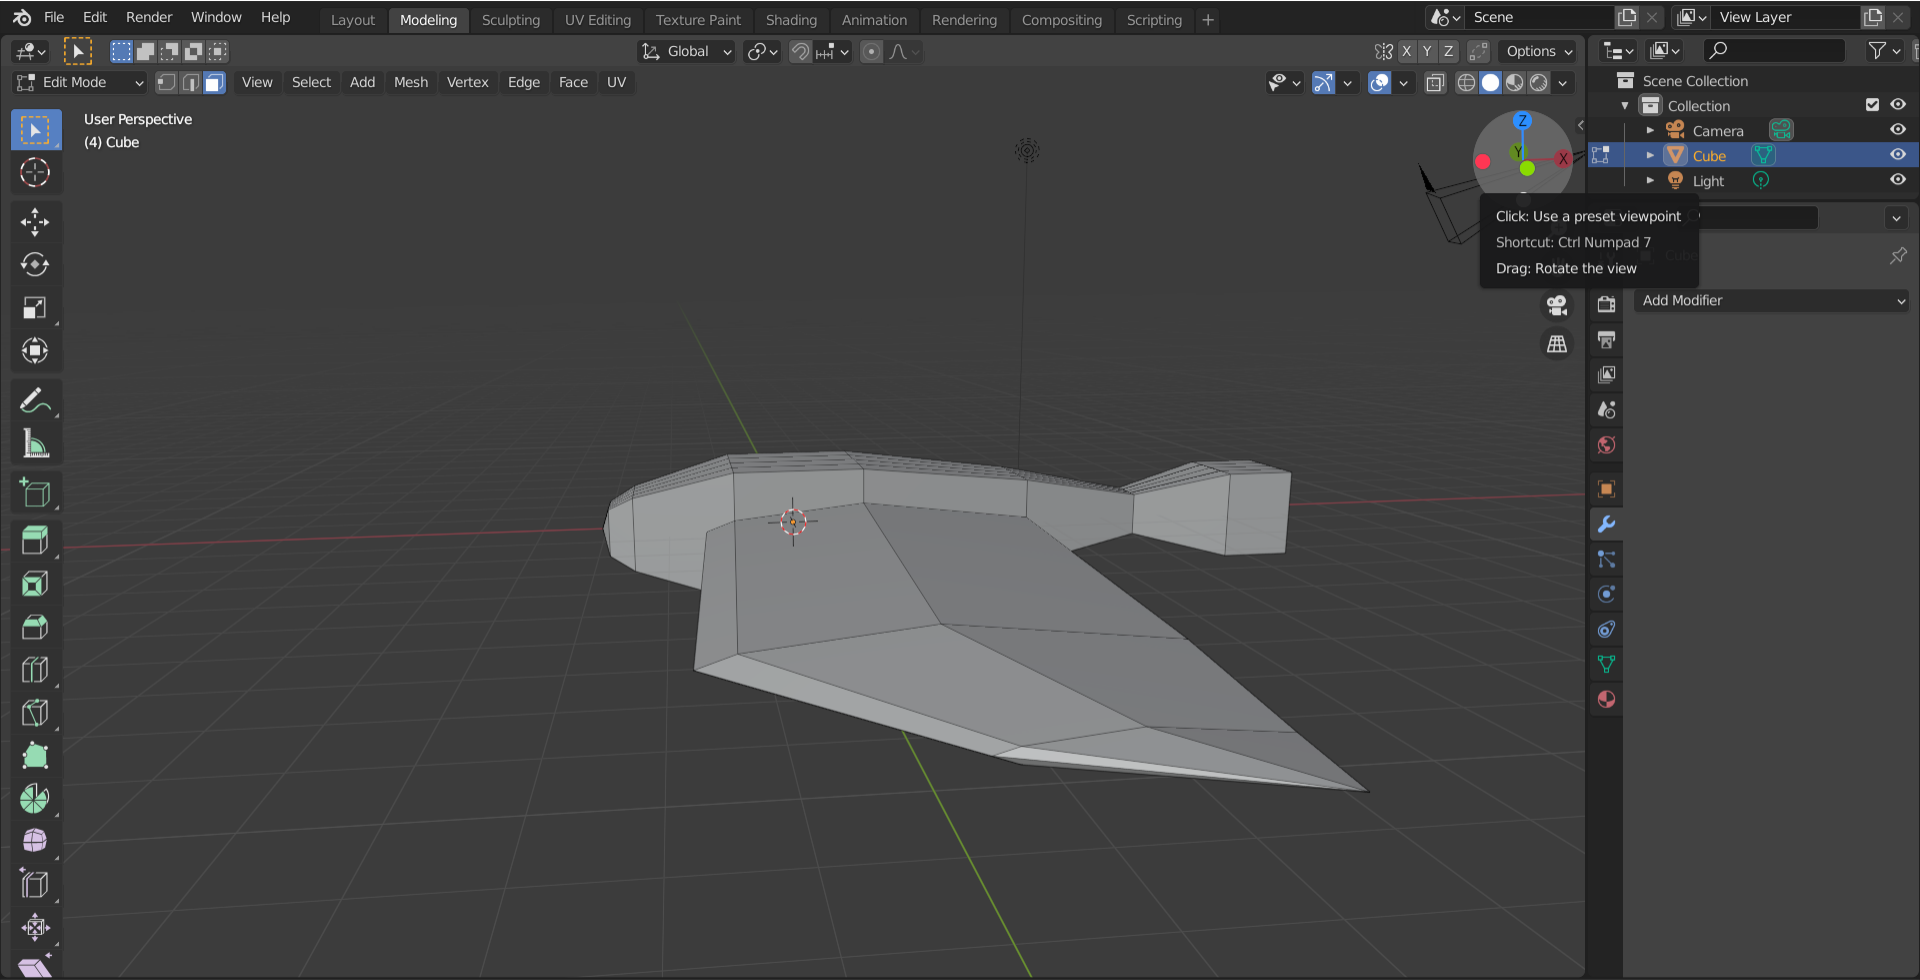 File Edit Render Window Help Layout Modeling Sculpting UV Editing Texture Paint Shading Animation Rendering Compositing Scripting + Scene View Layer
Global X Y Z Options
Edit Mode View Select Add Mesh Vertex Edge Face UV
User Perspective
(4) Cube
Z
Y
X
Scene Collection
Collection
Camera
Cube
Light
Click: Use a preset viewpoint
Shortcut: Ctrl Numpad 7
Drag: Rotate the view
Cube
Add Modifier